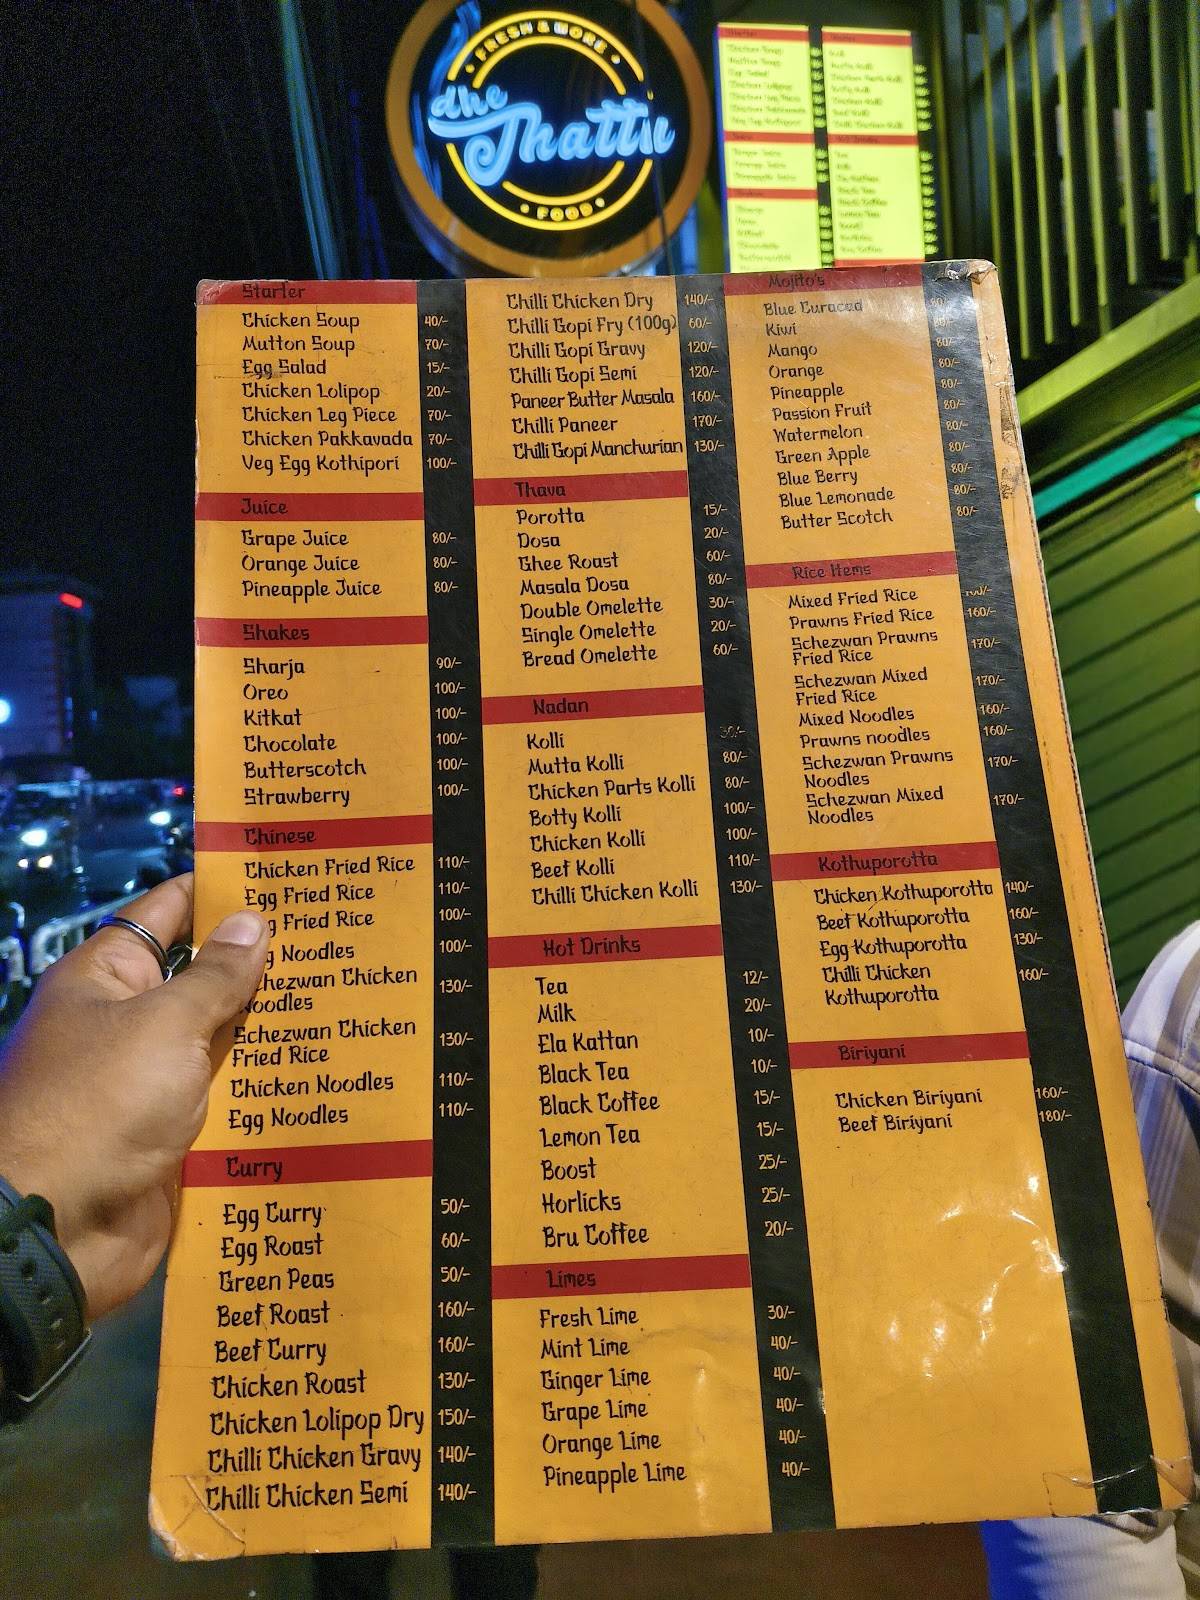 FRESH & MORE
dhe
Thattu
FOOD
Starter
Chicken Soup 40/-
Mutton Soup 70/-
Egg Salad 15/-
Chicken Lolipop 20/-
Chicken Leg Piece 70/-
Chicken Pakkavada 70/-
Veg Egg Kothipori 100/-
Juice
Grape Juice 80/-
Orange Juice 80/-
Pineapple Juice 80/-
Shakes
Sharja 90/-
Oreo 100/-
Kitkat 100/-
Chocolate 100/-
Butterscotch 100/-
Strawberry 100/-
Chinese
Chicken Fried Rice 110/-
Egg Fried Rice 110/-
Fried Rice 100/-
Noodles 100/-
Chicken 130/-
Noodles
Schezwan Chicken 130/-
Fried Rice
Chicken Noodles 110/-
Egg Noodles 110/-
Curry
Egg Curry 50/-
Egg Roast 60/-
Green Peas 50/-
Beef Roast 160/-
Beef Curry 160/-
Chicken Roast 130/-
Chicken Lolipop Dry 150/-
Chilli Chicken Gravy 140/-
Chilli Chicken Semi 140/-
Chilli Chicken Dry 140/-
Chilli Gopi Fry (100g) 60/-
Chilli Gopi Gravy 120/-
Chilli Gopi Semi 120/-
Paneer Butter Masala 160/-
Chilli Paneer 170/-
Chilli Gopi Manchurian 130/-
Thava
Porotta 15/-
Dosa 20/-
Ghee Roast 60/-
Masala Dosa 80/-
Double Omelette 30/-
Single Omelette 20/-
Bread Omelette 60/-
Nadan
Kolli 30/-
Mutta Kolli 80/-
Chicken Parts Kolli 80/-
Botty Kolli 100/-
Chicken Kolli 100/-
Beef Kolli 110/-
Chilli Chicken Kolli 130/-
Hot Drinks
Tea 12/-
Milk 20/-
Ela Kattan 10/-
Black Tea 10/-
Black Coffee 15/-
Lemon Tea 15/-
Boost 25/-
Horlicks 25/-
Bru Coffee 20/-
Limes
Fresh Lime 30/-
Mint Lime 40/-
Ginger Lime 40/-
Grape Lime 40/-
Orange Lime 40/-
Pineapple Lime 40/-
Mojito's
Blue Curacad 80/-
Kiwi 80/-
Mango 80/-
Orange 80/-
Pineapple 80/-
Passion Fruit 80/-
Watermelon 80/-
Green Apple 80/-
Blue Berry 80/-
Blue Lemonade 80/-
Butter Scotch 80/-
Rice Items
Mixed Fried Rice
Prawns Fried Rice 160/-
Schezwan Prawns 170/-
Fried Rice
Schezwan Mixed 170/-
Fried Rice
Mixed Noodles 160/-
Prawns noodles 160/-
Schezwan Prawns 170/-
Noodles
Schezwan Mixed 170/-
Noodles
Kothuporotta
Chicken Kothuporotta 140/-
Beef Kothuporotta 160/-
Egg Kothuporotta 130/-
Chilli Chicken 160/-
Kothuporotta
Biriyani
Chicken Biriyani 160/-
Beef Biriyani 180/-